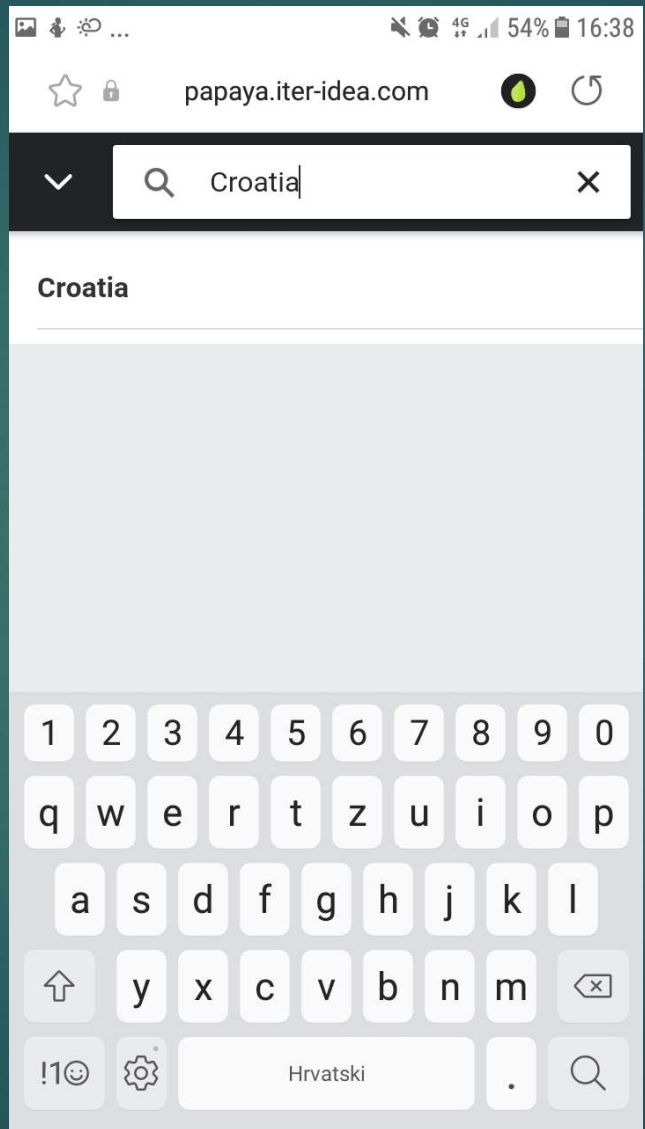 ... 4G 54% 16:38
papaya.iter-idea.com
Croatia
Croatia
1 2 3 4 5 6 7 8 9 0
q w e r t z u i o p
a s d f g h j k l
y x c v b n m
!1☺ Hrvatski .